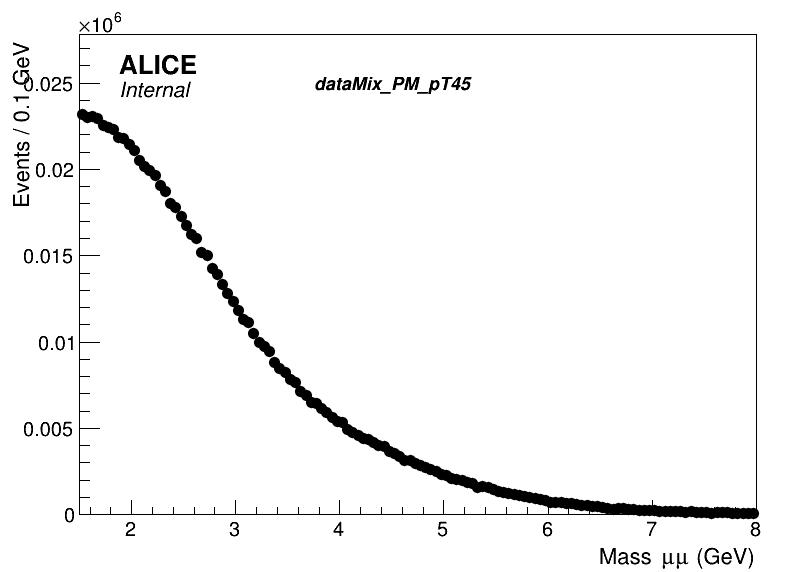 ×10⁶
ALICE
Internal
dataMix_PM_pT45
Events / 0.1 GeV
0.025
0.02
0.015
0.01
0.005
0
2 3 4 5 6 7 8
Mass μμ (GeV)